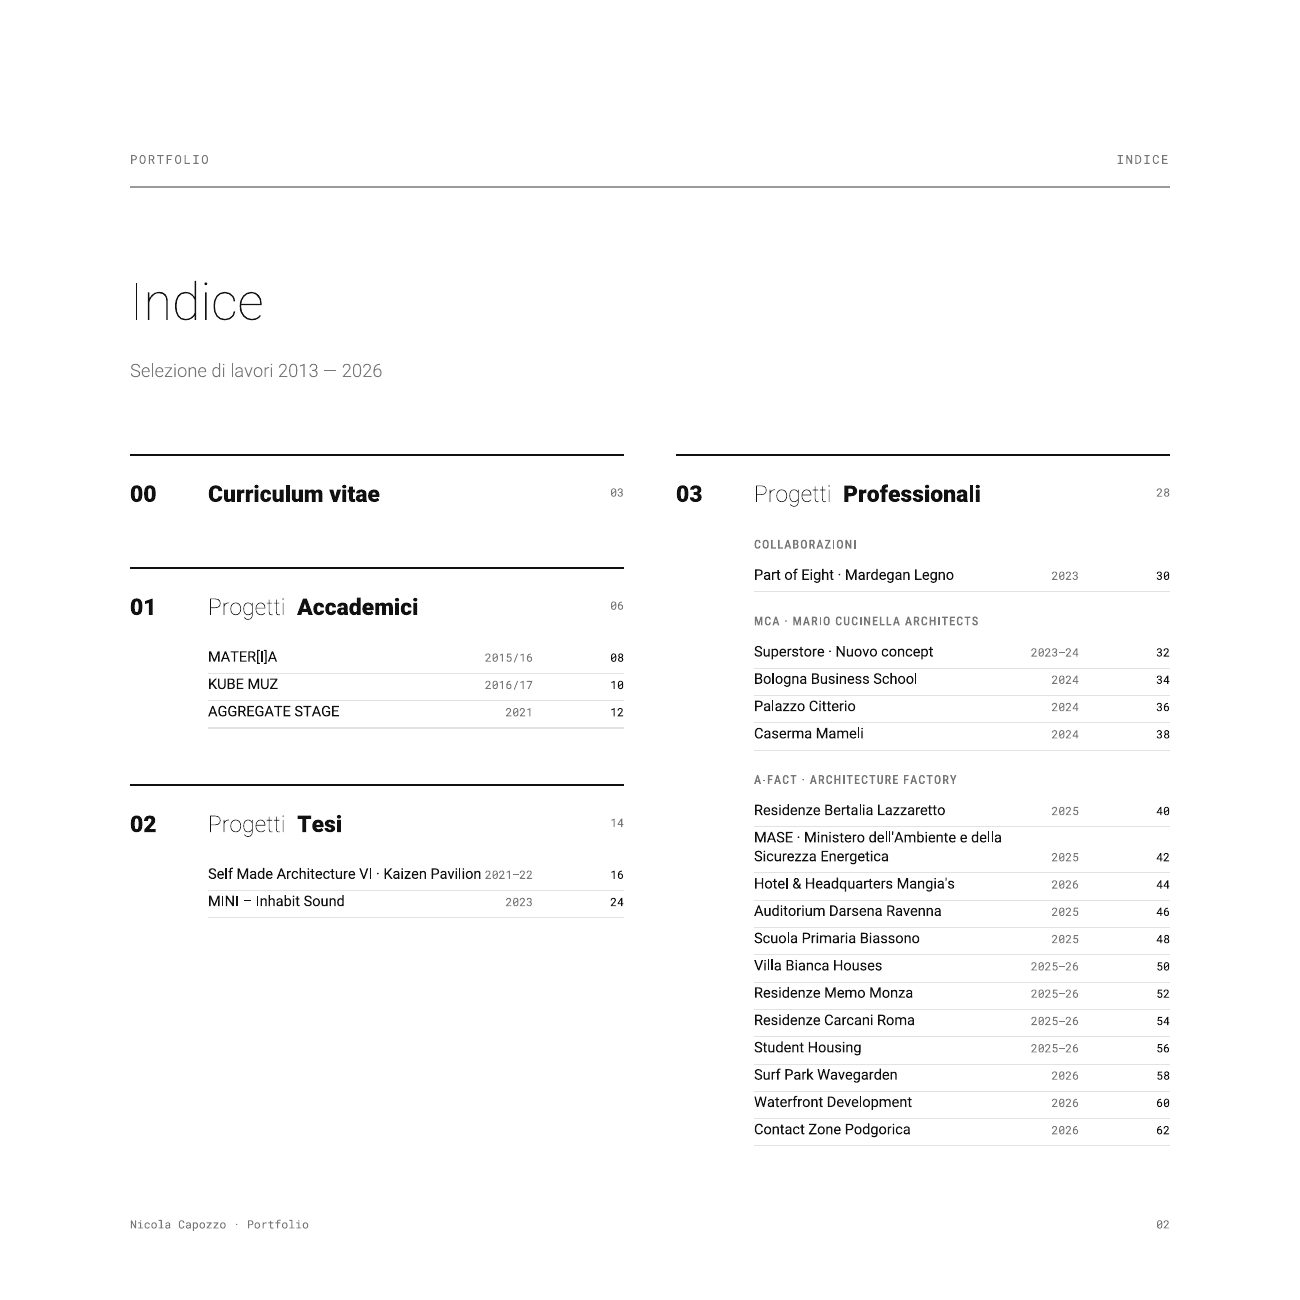 PORTFOLIO INDICE
Indice
Selezione di lavori 2013 — 2026
00 Curriculum vitae 03
01 Progetti Accademici 06
MATER[I]A 2015/16 08
KUBE MUZ 2016/17 10
AGGREGATE STAGE 2021 12
02 Progetti Tesi 14
Self Made Architecture VI · Kaizen Pavilion 2021–22 16
MINI – Inhabit Sound 2023 24
03 Progetti Professionali 28
COLLABORAZIONI
Part of Eight · Mardegan Legno 2023 30
MCA · MARIO CUCINELLA ARCHITECTS
Superstore · Nuovo concept 2023–24 32
Bologna Business School 2024 34
Palazzo Citterio 2024 36
Caserma Mameli 2024 38
A-FACT · ARCHITECTURE FACTORY
Residenze Bertalia Lazzaretto 2025 40
MASE · Ministero dell'Ambiente e della
Sicurezza Energetica 2025 42
Hotel & Headquarters Mangia's 2026 44
Auditorium Darsena Ravenna 2025 46
Scuola Primaria Biassono 2025 48
Villa Bianca Houses 2025–26 50
Residenze Memo Monza 2025–26 52
Residenze Carcani Roma 2025–26 54
Student Housing 2025–26 56
Surf Park Wavegarden 2026 58
Waterfront Development 2026 60
Contact Zone Podgorica 2026 62
Nicola Capozzo · Portfolio 02